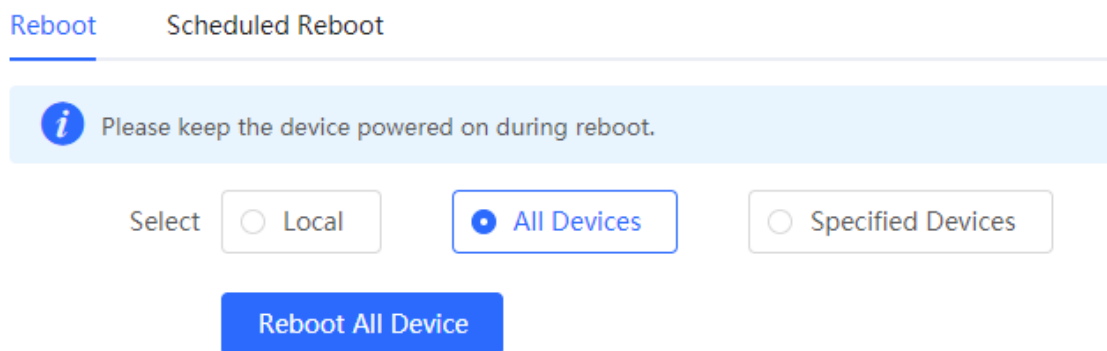 Reboot Scheduled Reboot
Please keep the device powered on during reboot.
Select Local All Devices Specified Devices
Reboot All Device